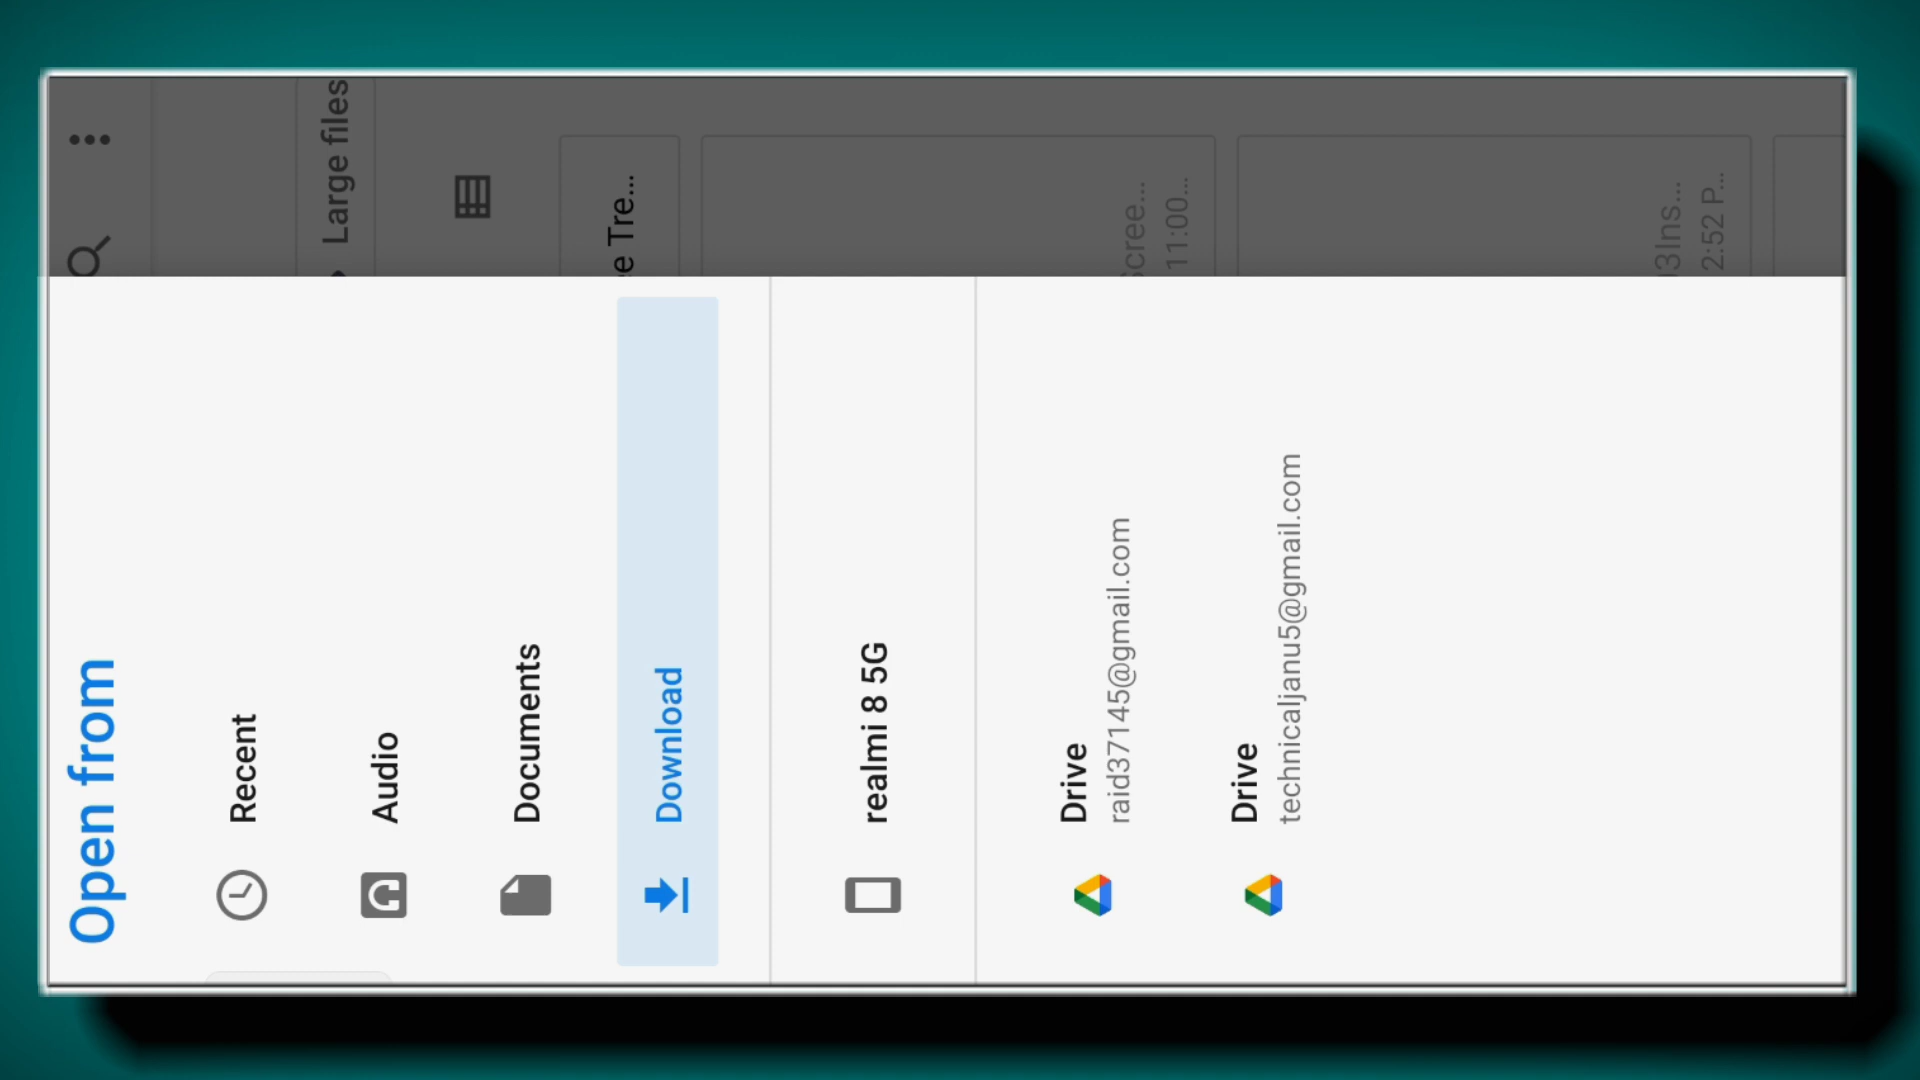 Open from
Recent
Audio
Documents
Download
realmi 8 5G
Drive
raid37145@gmail.com
Drive
technicaljanu5@gmail.com
Large files
Tre...
11:00...
2:52 P...